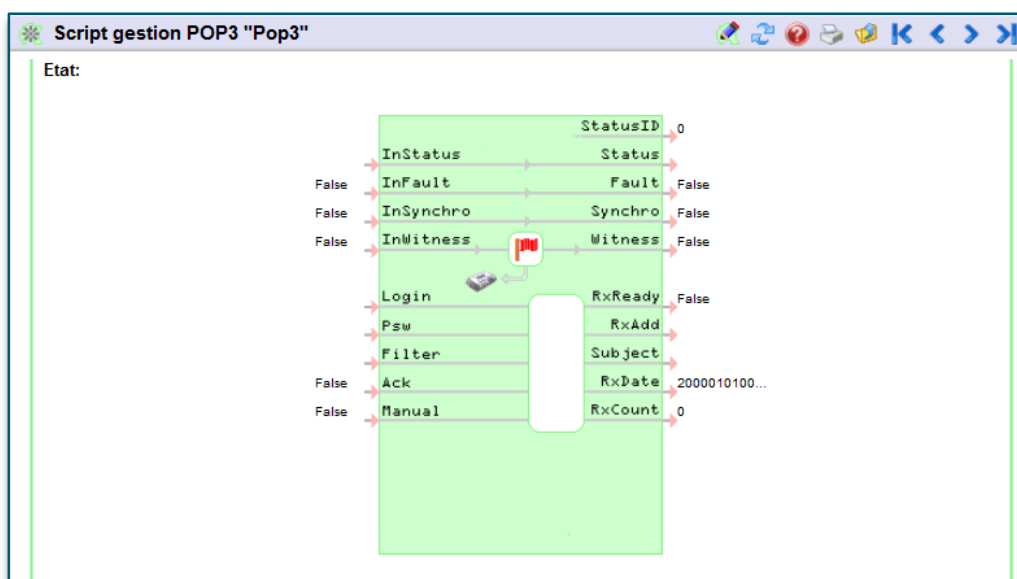 Script gestion POP3 "Pop3"
Etat:
StatusID 0
InStatus Status
False InFault Fault False
False InSynchro Synchro False
False InWitness Witness False
Login RxReady False
Psw RxAdd
Filter Subject
False Ack RxDate 2000010100...
False Manual RxCount 0